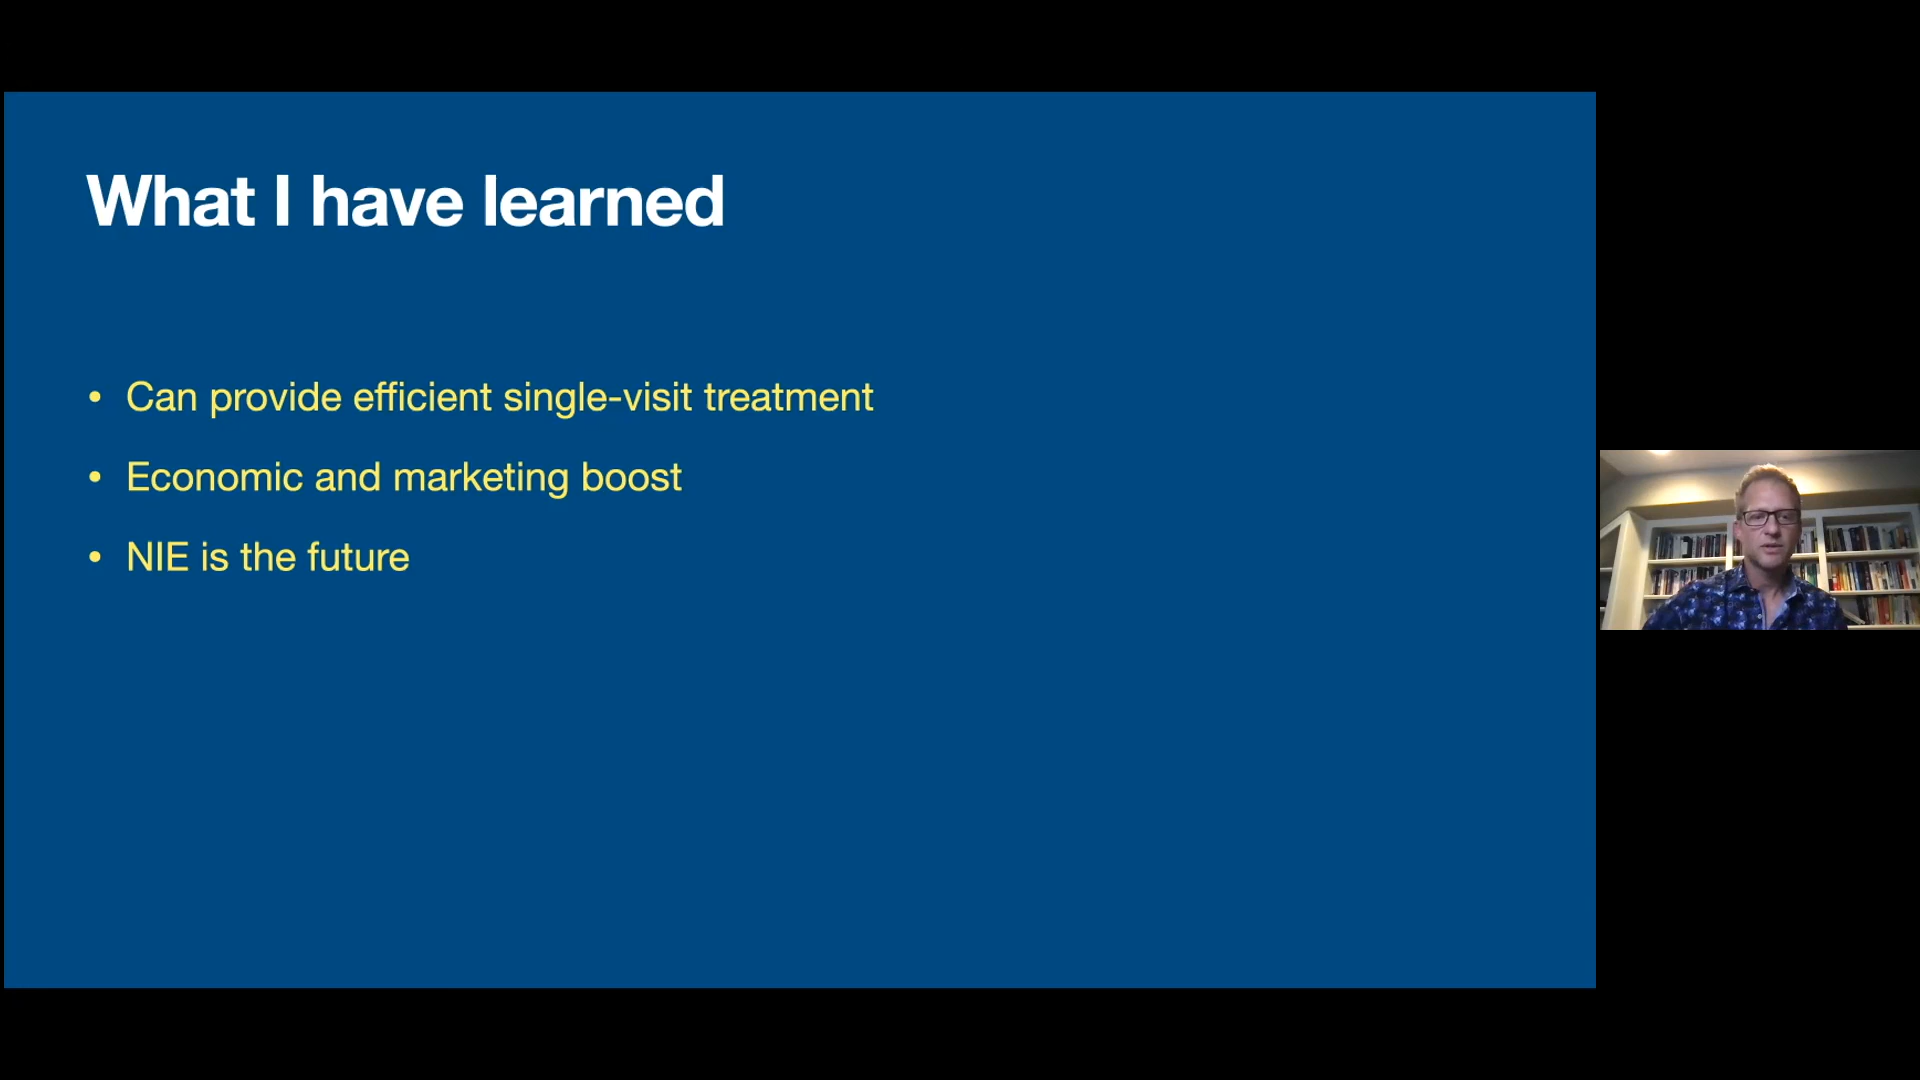 What I have learned
• Can provide efficient single-visit treatment
• Economic and marketing boost
• NIE is the future